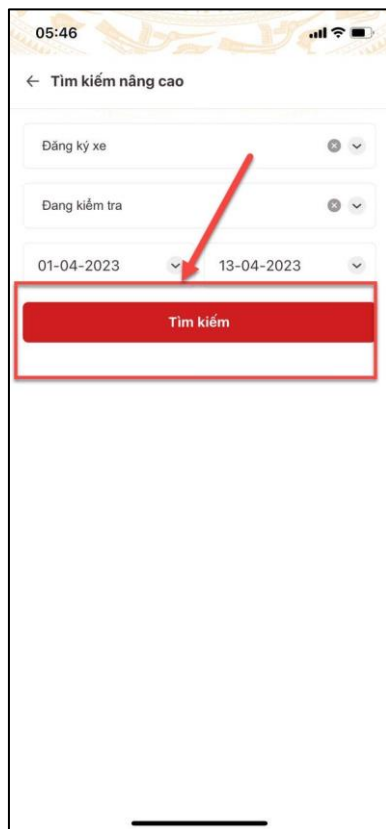 05:46
Tìm kiếm nâng cao
Đăng ký xe
Đang kiểm tra
01-04-2023 13-04-2023
Tìm kiếm